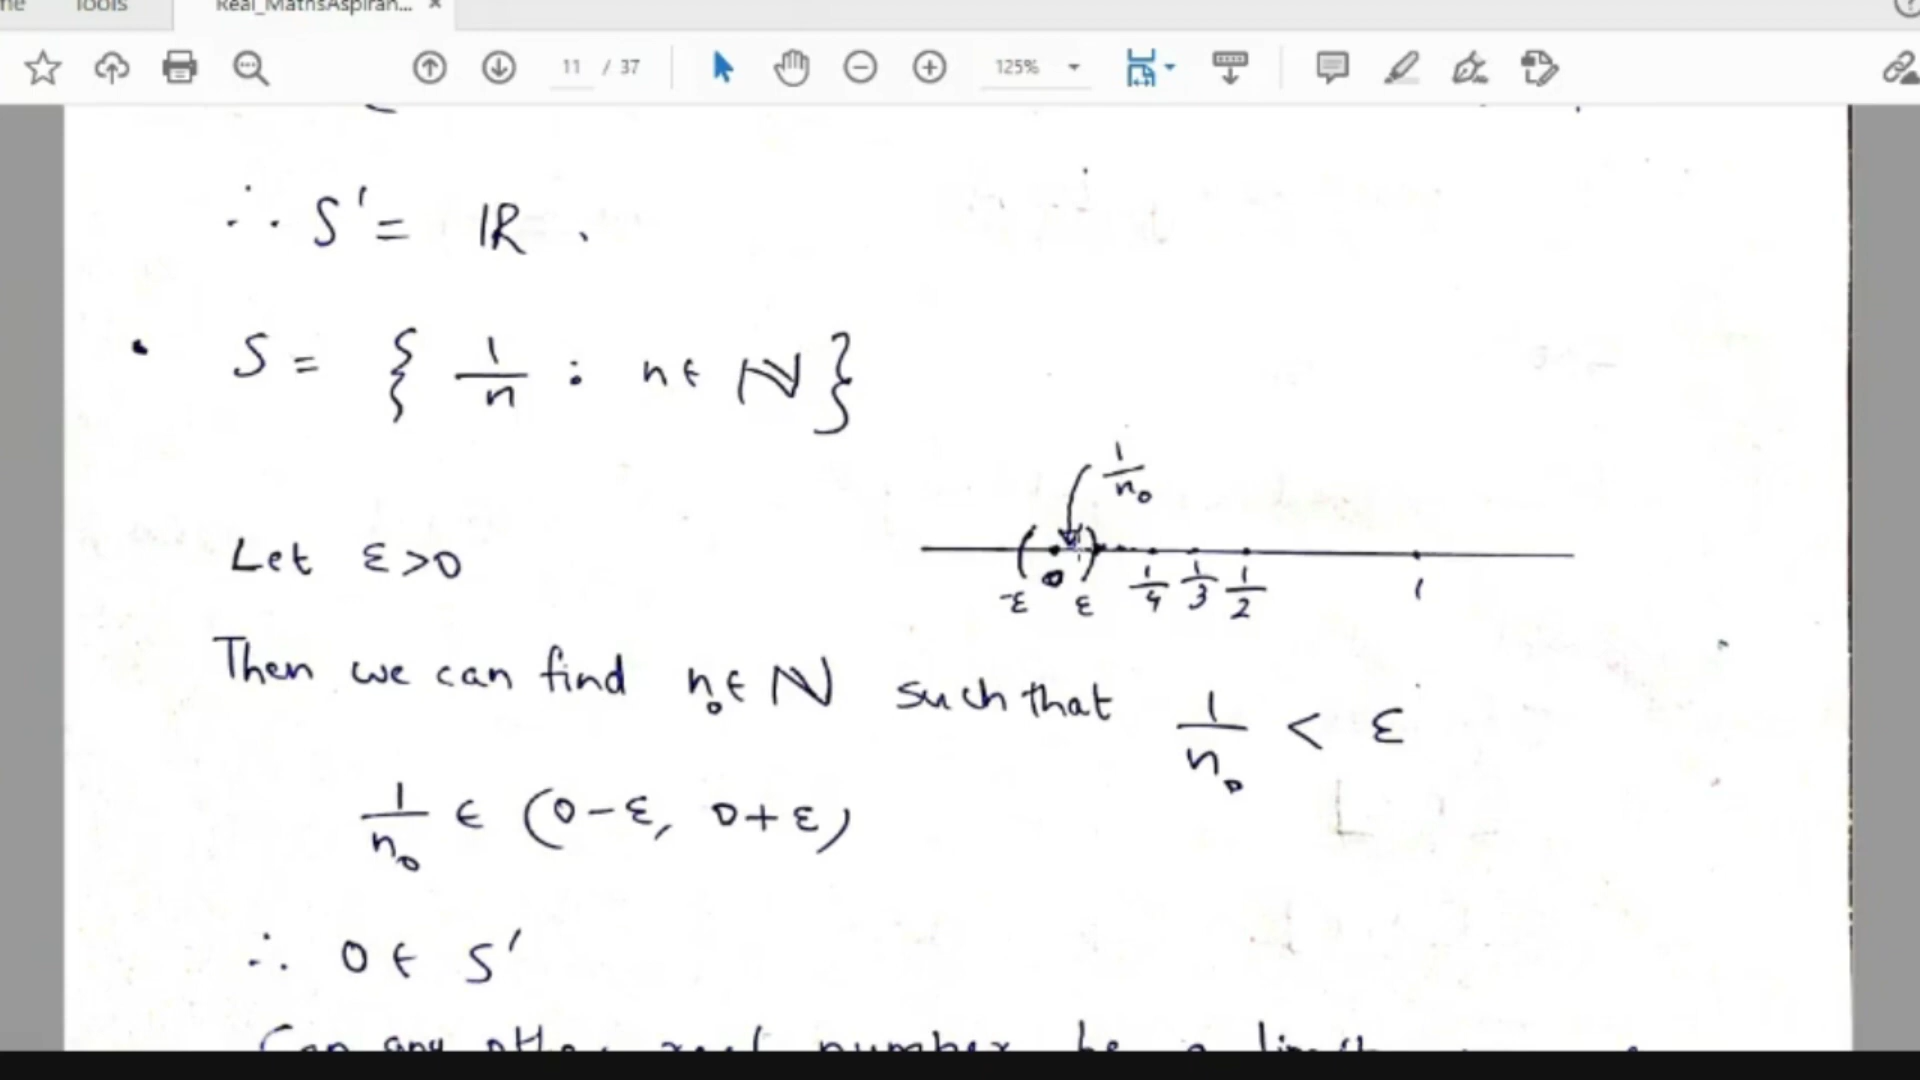 Tools Real_MathsAspiran... ×
11 / 37 125%
∴ S' = ℝ .
• S = { 1/n : n ∈ ℕ }
1/n₀
Let ε > 0
( 0 )
-ε ε 1/4 1/3 1/2 1
Then we can find n₀ ∈ ℕ such that 1/n₀ < ε
1/n₀ ∈ (0-ε, 0+ε)
∴ 0 ∈ S'